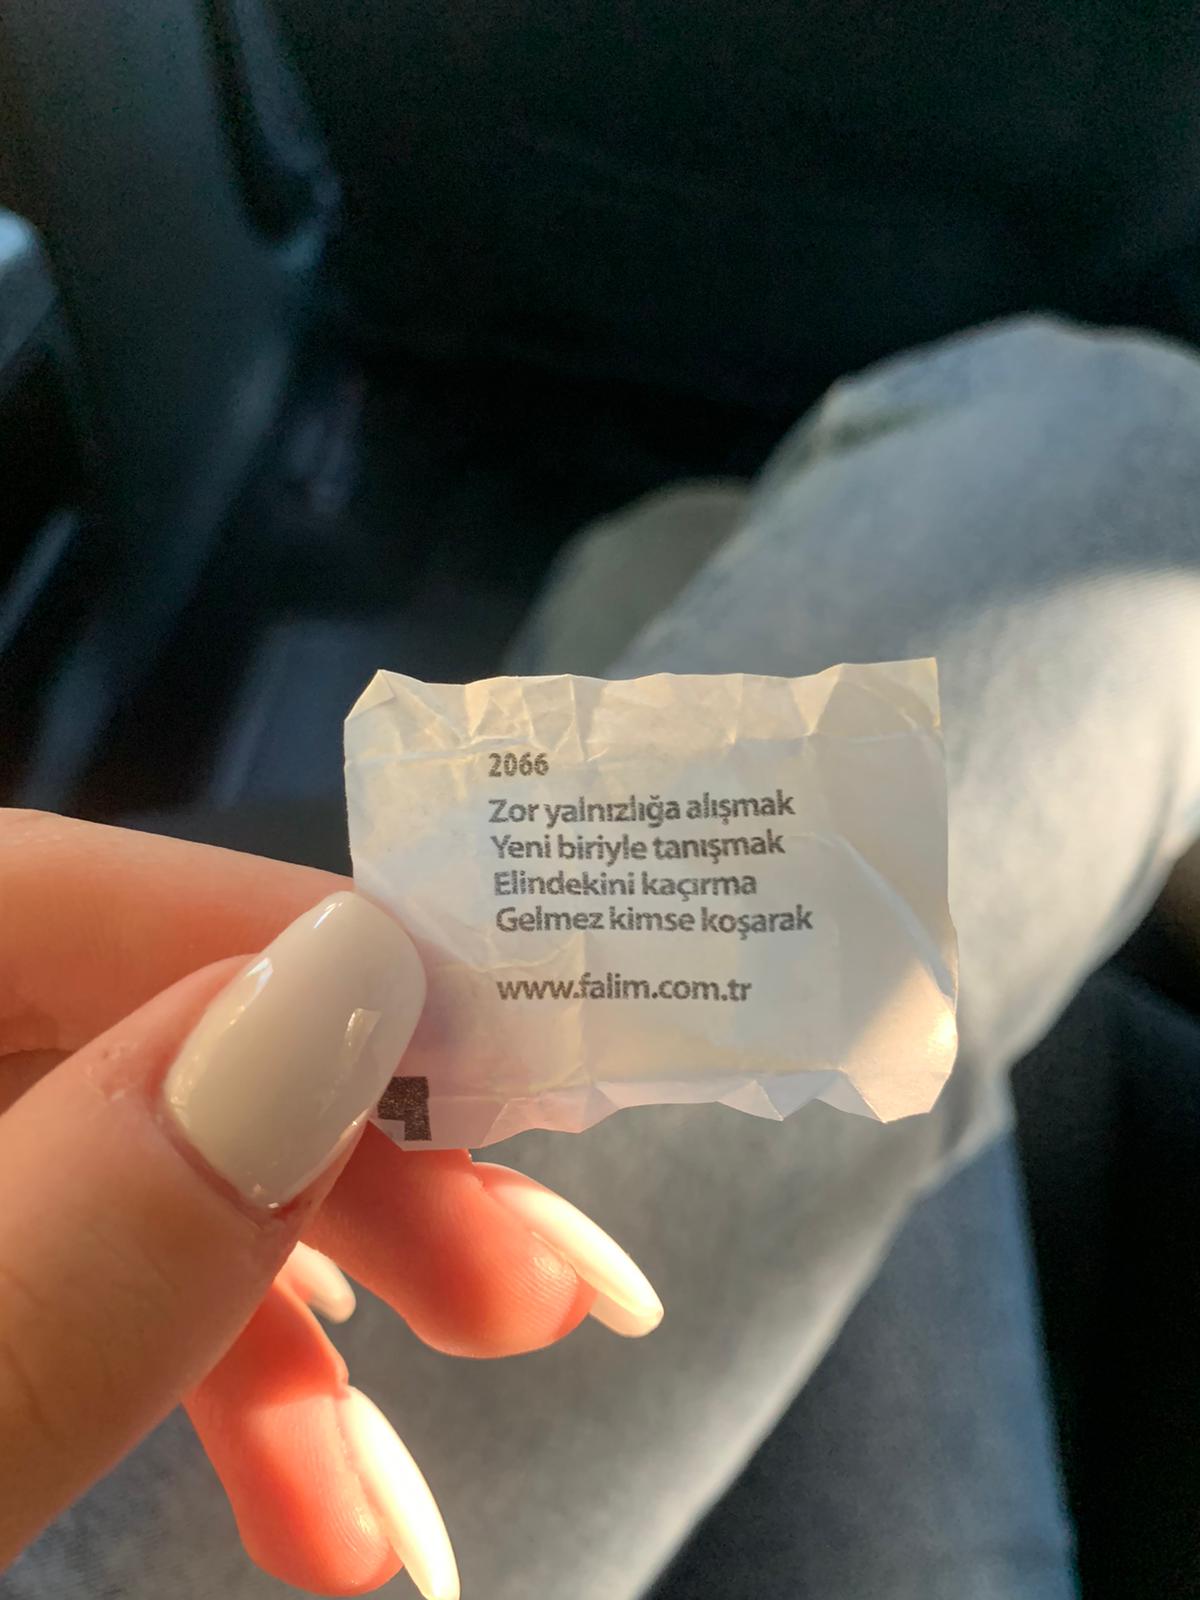 2066
Zor yalnızlığa alışmak
Yeni biriyle tanışmak
Elindekini kaçırma
Gelmez kimse koşarak
www.falim.com.tr